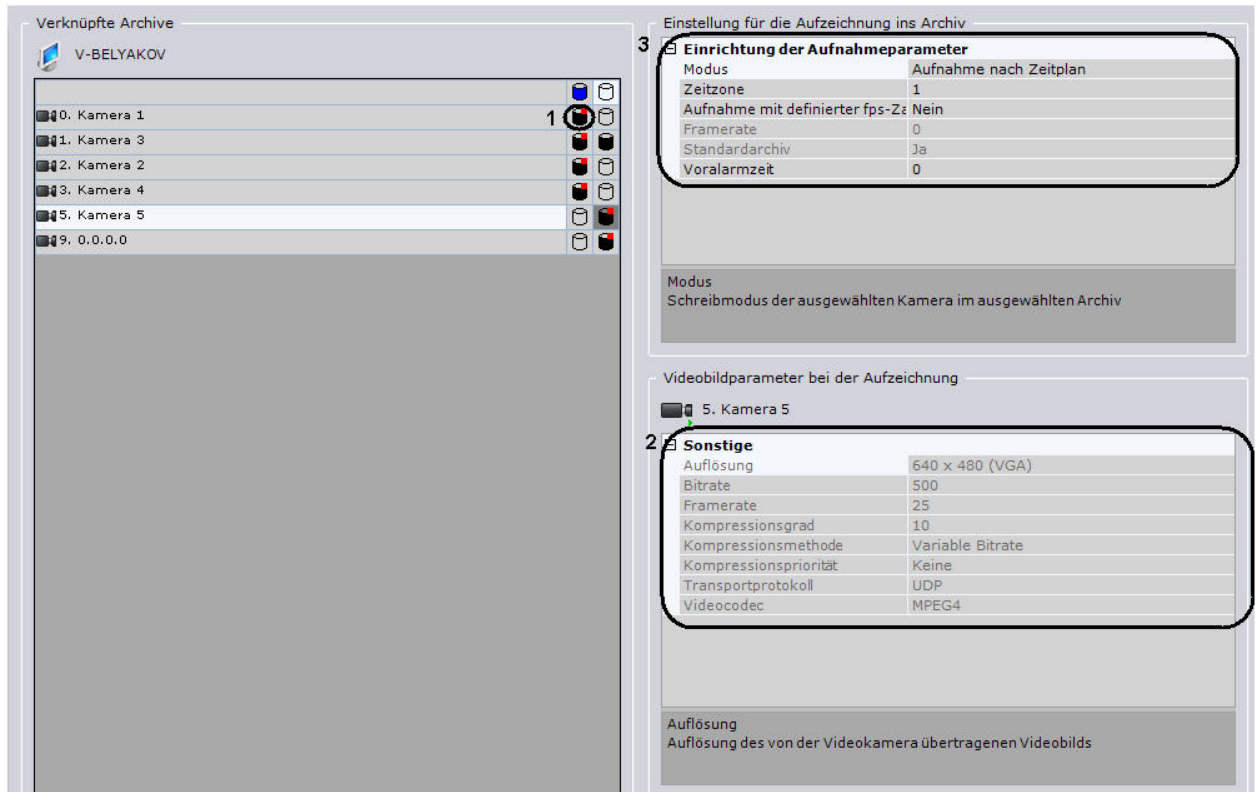 Verknüpfte Archive
V-BELYAKOV
0. Kamera 1
1
1. Kamera 3
2. Kamera 2
3. Kamera 4
5. Kamera 5
9. 0.0.0.0
Einstellung für die Aufzeichnung ins Archiv
3
Einrichtung der Aufnahmeparameter
Modus Aufnahme nach Zeitplan
Zeitzone 1
Aufnahme mit definierter fps-Za Nein
Framerate 0
Standardarchiv Ja
Voralarmzeit 0
Modus
Schreibmodus der ausgewählten Kamera im ausgewählten Archiv
Videobildparameter bei der Aufzeichnung
5. Kamera 5
2
Sonstige
Auflösung 640 x 480 (VGA)
Bitrate 500
Framerate 25
Kompressionsgrad 10
Kompressionsmethode Variable Bitrate
Kompressionspriorität Keine
Transportprotokoll UDP
Videocodec MPEG4
Auflösung
Auflösung des von der Videokamera übertragenen Videobilds